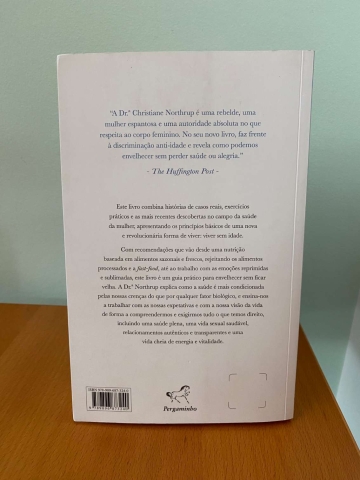 “A Dr.ª Christiane Northrup é uma rebelde, uma
mulher espantosa e uma autoridade absoluta no que
respeita ao corpo feminino. No seu novo livro, faz frente
à discriminação anti-idade e revela como podemos
envelhecer sem perder saúde ou alegria.”
- The Huffington Post -
Este livro combina histórias de casos reais, exercícios
práticos e as mais recentes descobertas no campo da saúde
da mulher, apresentando os princípios básicos de uma nova
e revolucionária forma de viver: viver sem idade.
Com recomendações que vão desde uma nutrição
baseada em alimentos sazonais e frescos, rejeitando os alimentos
processados e a fast-food, até ao trabalho com as emoções reprimidas
e sublimadas, este livro é um guia prático para envelhecer sem ficar
velha. A Dr.ª Northrup explica como a saúde é mais condicionada
pelas nossas crenças do que por qualquer fator biológico, e ensina-nos
a trabalhar com as nossas expetativas e com a nossa visão da vida
de forma a compreendermos e exigirmos tudo o que temos direito,
incluindo uma saúde plena, uma vida sexual saudável,
relacionamentos autênticos e transparentes e uma
vida cheia de energia e vitalidade.
Pergaminho